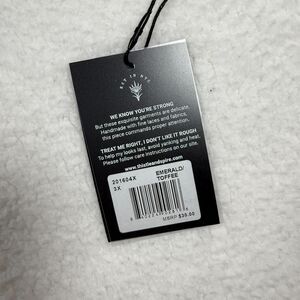 EST IN NYC
WE KNOW YOU'RE STRONG
But these exquisite garments are delicate.
Handmade with fine laces and fabrics,
this piece commands proper attention.
TREAT ME RIGHT, I DON'T LIKE IT ROUGH
To help my looks last, avoid yanking and heat.
Please follow care instructions on our site.
www.thistleandspire.com
201604X
3X
EMERALD/
TOFFEE
MSRP $39.00